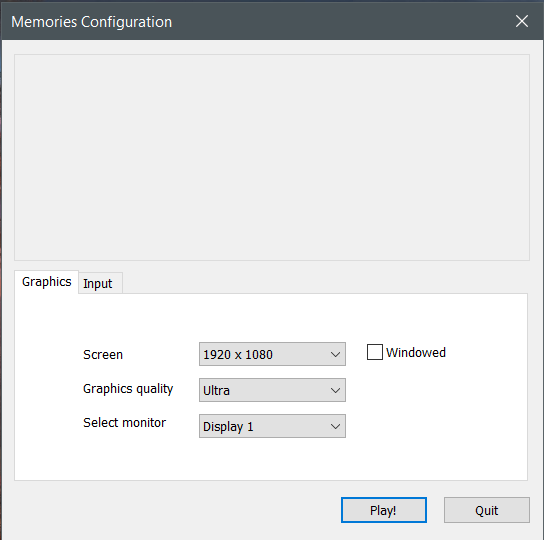 Memories Configuration
Graphics
Input
Screen
1920 x 1080
Windowed
Graphics quality
Ultra
Select monitor
Display 1
Play!
Quit